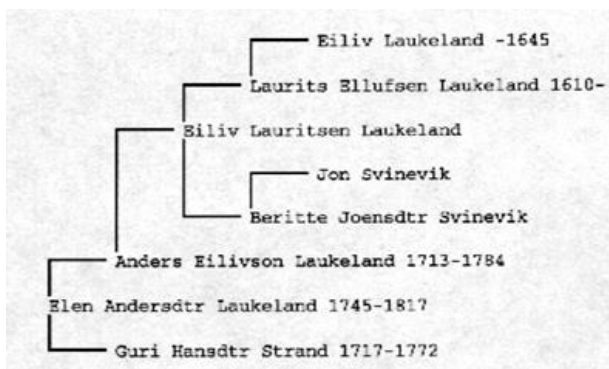 Eiliv Laukeland -1645
Laurits Ellufsen Laukeland 1610-
Eiliv Lauritsen Laukeland
Jon Svinevik
Beritte Joensdtr Svinevik
Anders Eilivson Laukeland 1713-1784
Elen Andersdtr Laukeland 1745-1817
Guri Hansdtr Strand 1717-1772